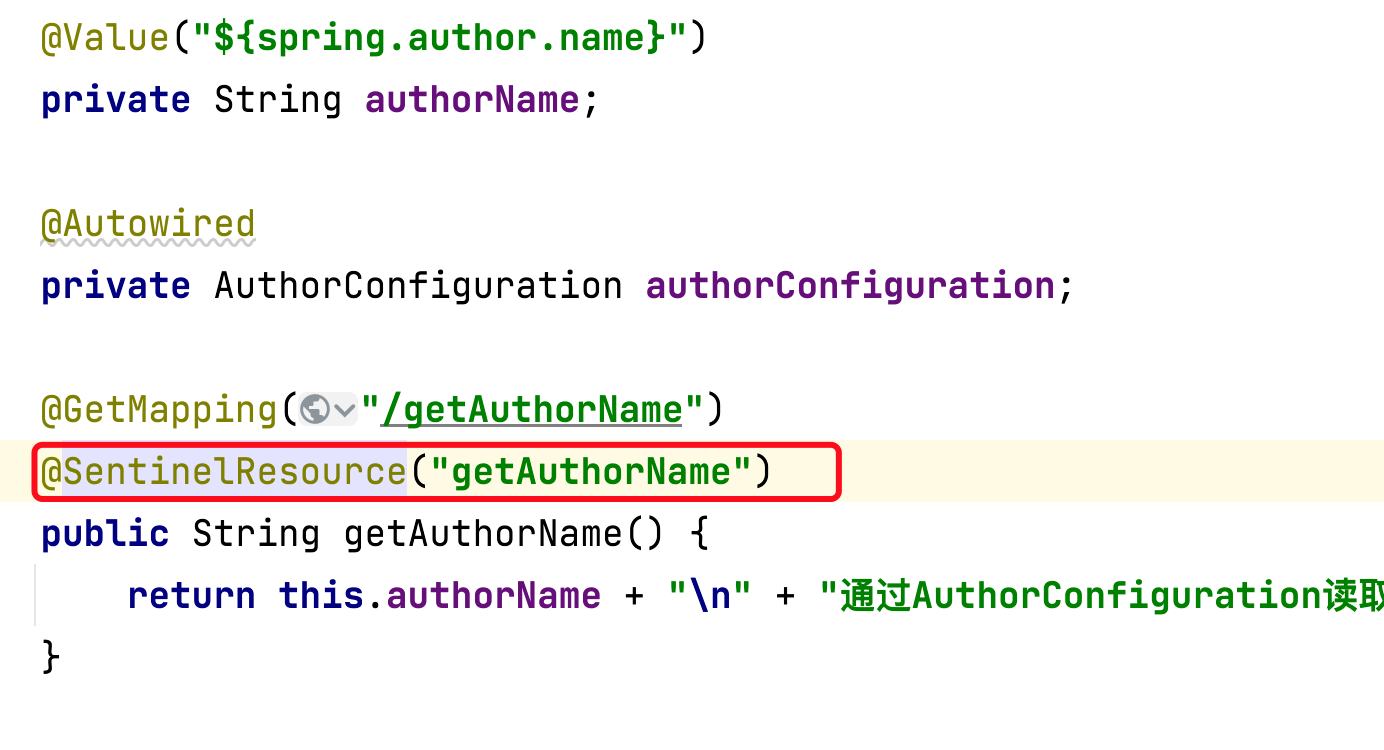 @Value("${spring.author.name}")
private String authorName;
@Autowired
private AuthorConfiguration authorConfiguration;
@GetMapping("/getAuthorName")
@SentinelResource("getAuthorName")
public String getAuthorName() {
return this.authorName + "\n" + "通过AuthorConfiguration读取
}